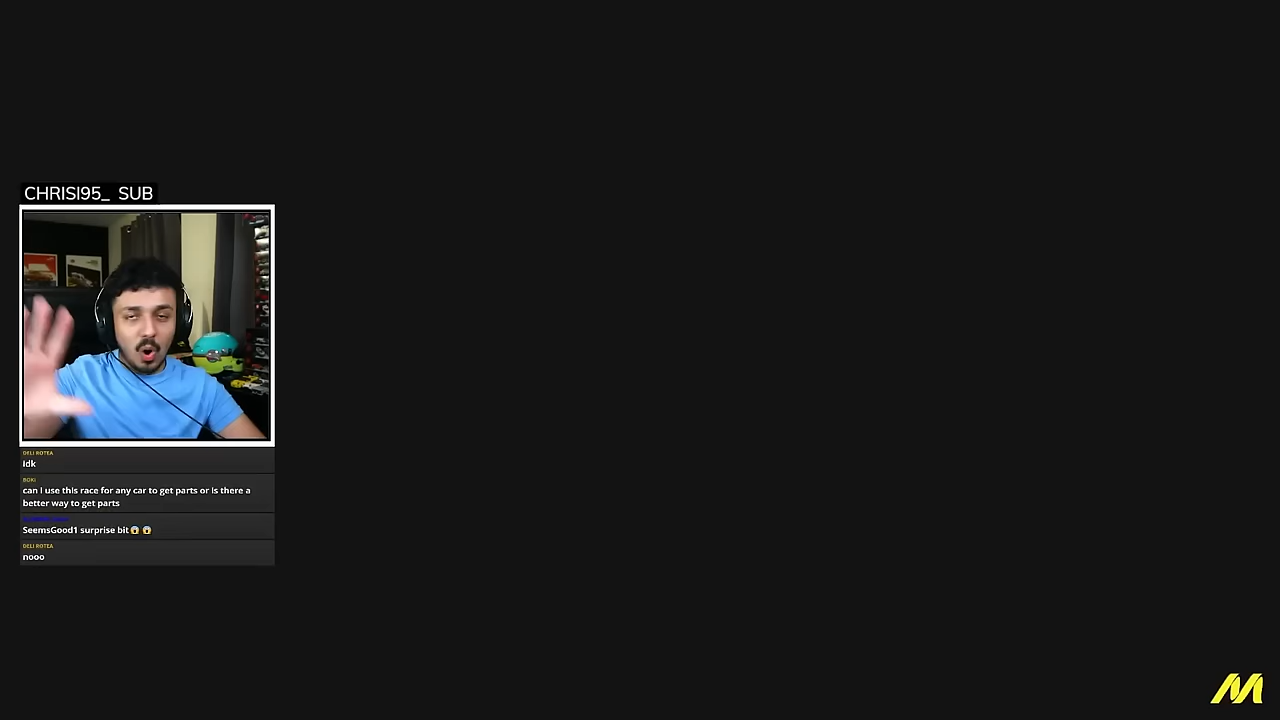 CHRISI95_ SUB
DELI ROTEA
idk
BOKI
can i use this race for any car to get parts or is there a
better way to get parts
SeemsGood1 surprise bit😱 😱
DELI ROTEA
nooo